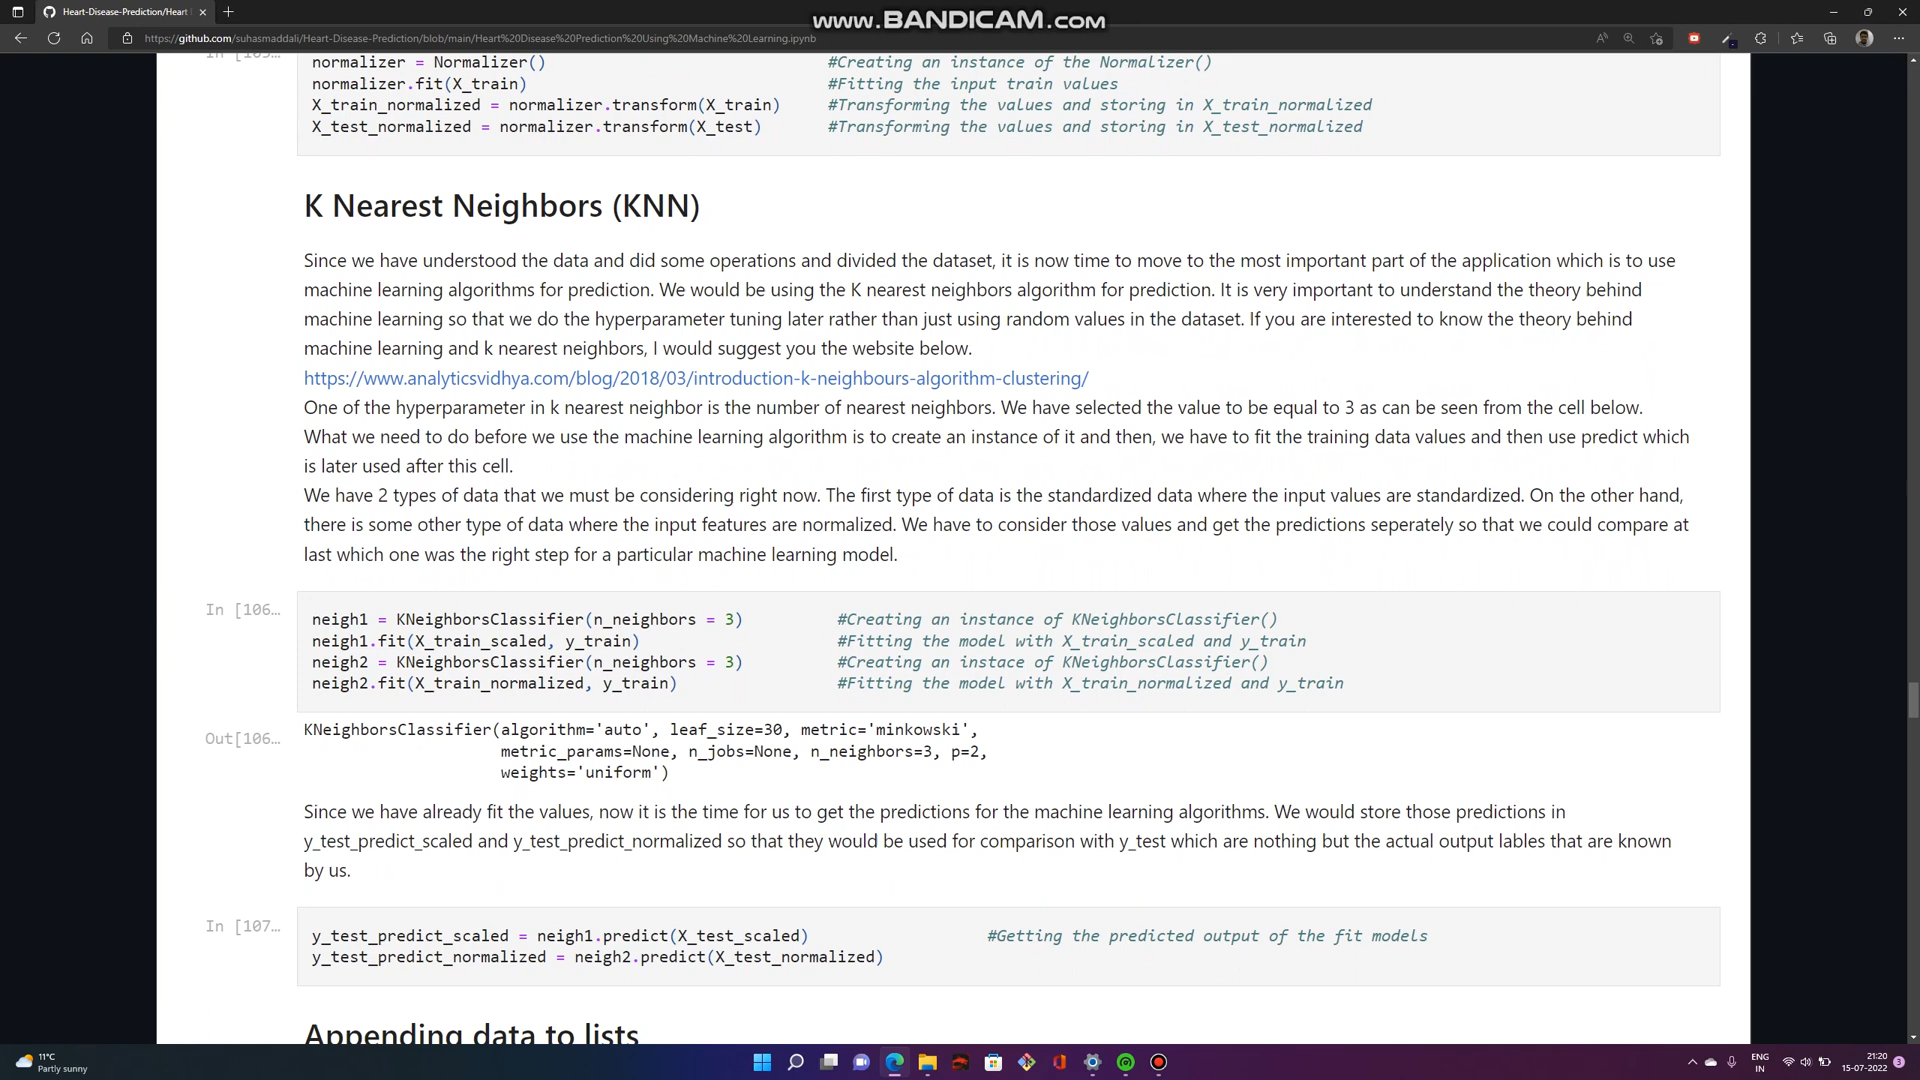 Heart-Disease-Prediction/Heart
www.BANDICAM.com
https://github.com/suhasmaddali/Heart-Disease-Prediction/blob/main/Heart%20Disease%20Prediction%20Using%20Machine%20Learning.ipynb
normalizer = Normalizer() #Creating an instance of the Normalizer()
normalizer.fit(X_train) #Fitting the input train values
X_train_normalized = normalizer.transform(X_train) #Transforming the values and storing in X_train_normalized
X_test_normalized = normalizer.transform(X_test) #Transforming the values and storing in X_test_normalized
K Nearest Neighbors (KNN)
Since we have understood the data and did some operations and divided the dataset, it is now time to move to the most important part of the application which is to use
machine learning algorithms for prediction. We would be using the K nearest neighbors algorithm for prediction. It is very important to understand the theory behind
machine learning so that we do the hyperparameter tuning later rather than just using random values in the dataset. If you are interested to know the theory behind
machine learning and k nearest neighbors, I would suggest you the website below.
https://www.analyticsvidhya.com/blog/2018/03/introduction-k-neighbours-algorithm-clustering/
One of the hyperparameter in k nearest neighbor is the number of nearest neighbors. We have selected the value to be equal to 3 as can be seen from the cell below.
What we need to do before we use the machine learning algorithm is to create an instance of it and then, we have to fit the training data values and then use predict which
is later used after this cell.
We have 2 types of data that we must be considering right now. The first type of data is the standardized data where the input values are standardized. On the other hand,
there is some other type of data where the input features are normalized. We have to consider those values and get the predictions seperately so that we could compare at
last which one was the right step for a particular machine learning model.
In [106…
neigh1 = KNeighborsClassifier(n_neighbors = 3) #Creating an instance of KNeighborsClassifier()
neigh1.fit(X_train_scaled, y_train) #Fitting the model with X_train_scaled and y_train
neigh2 = KNeighborsClassifier(n_neighbors = 3) #Creating an instace of KNeighborsClassifier()
neigh2.fit(X_train_normalized, y_train) #Fitting the model with X_train_normalized and y_train
Out[106…
KNeighborsClassifier(algorithm='auto', leaf_size=30, metric='minkowski',
metric_params=None, n_jobs=None, n_neighbors=3, p=2,
weights='uniform')
Since we have already fit the values, now it is the time for us to get the predictions for the machine learning algorithms. We would store those predictions in
y_test_predict_scaled and y_test_predict_normalized so that they would be used for comparison with y_test which are nothing but the actual output lables that are known
by us.
In [107…
y_test_predict_scaled = neigh1.predict(X_test_scaled) #Getting the predicted output of the fit models
y_test_predict_normalized = neigh2.predict(X_test_normalized)
Appending data to lists
11°C
Partly sunny
ENG
IN
21:20
15-07-2022
3